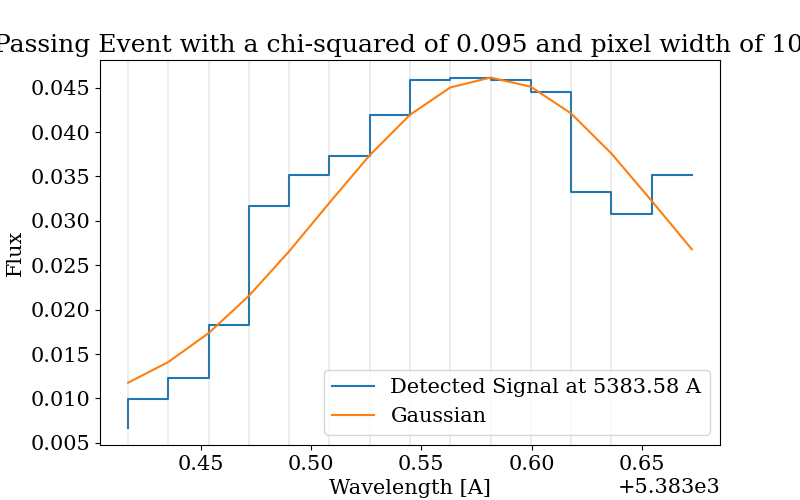 Passing Event with a chi-squared of 0.095 and pixel width of 10
0.045
0.040
0.035
0.030
0.025
0.020
0.015
0.010
0.005
Flux
Detected Signal at 5383.58 A
Gaussian
0.45 0.50 0.55 0.60 0.65
Wavelength [A]
+5.383e3